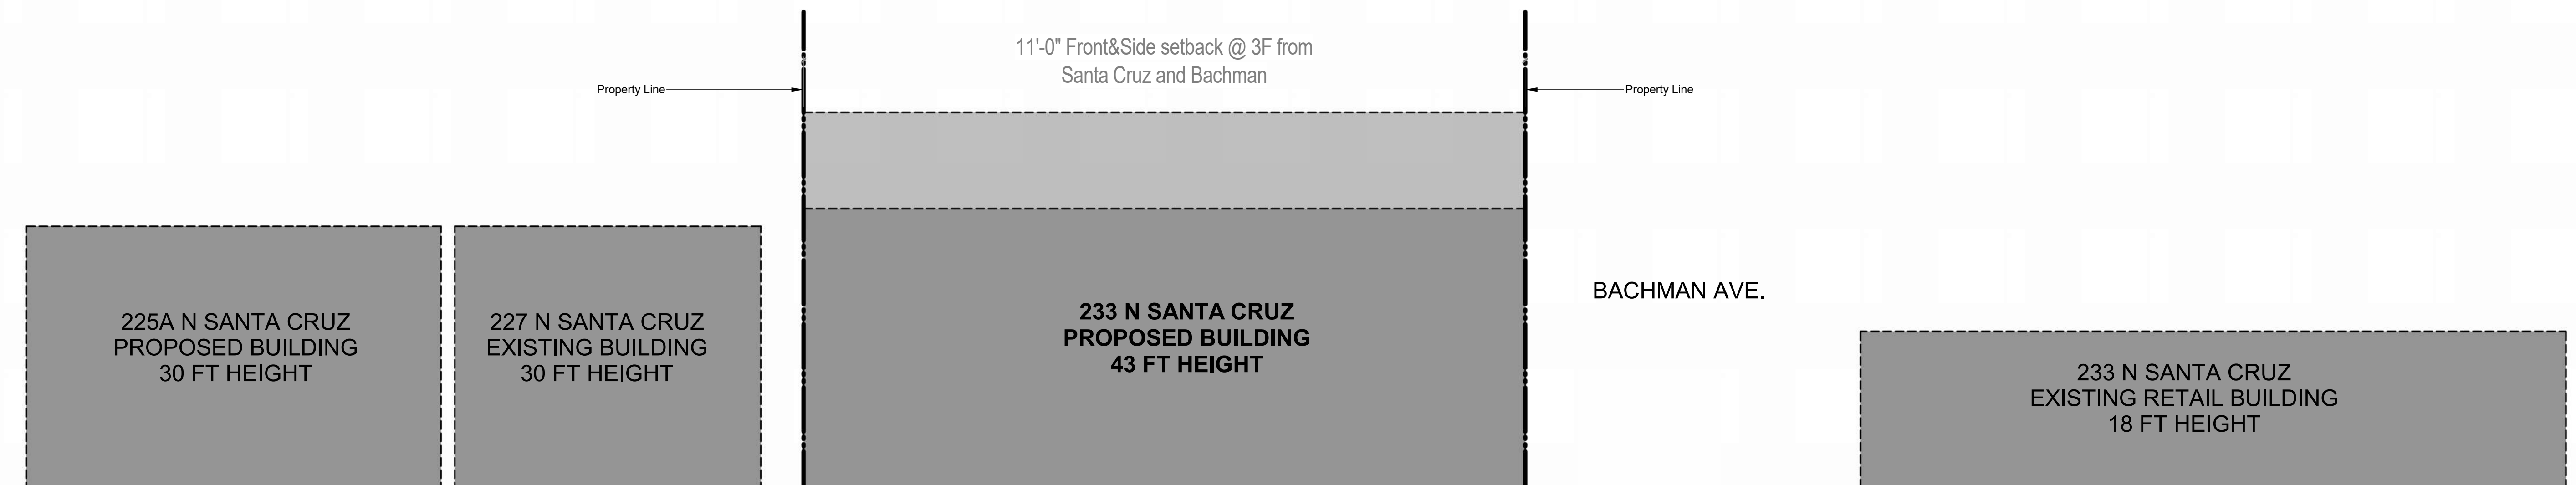 11'-0" Front&Side setback @ 3F from
Santa Cruz and Bachman
Property Line
Property Line
225A N SANTA CRUZ
PROPOSED BUILDING
30 FT HEIGHT
227 N SANTA CRUZ
EXISTING BUILDING
30 FT HEIGHT
233 N SANTA CRUZ
PROPOSED BUILDING
43 FT HEIGHT
BACHMAN AVE.
233 N SANTA CRUZ
EXISTING RETAIL BUILDING
18 FT HEIGHT